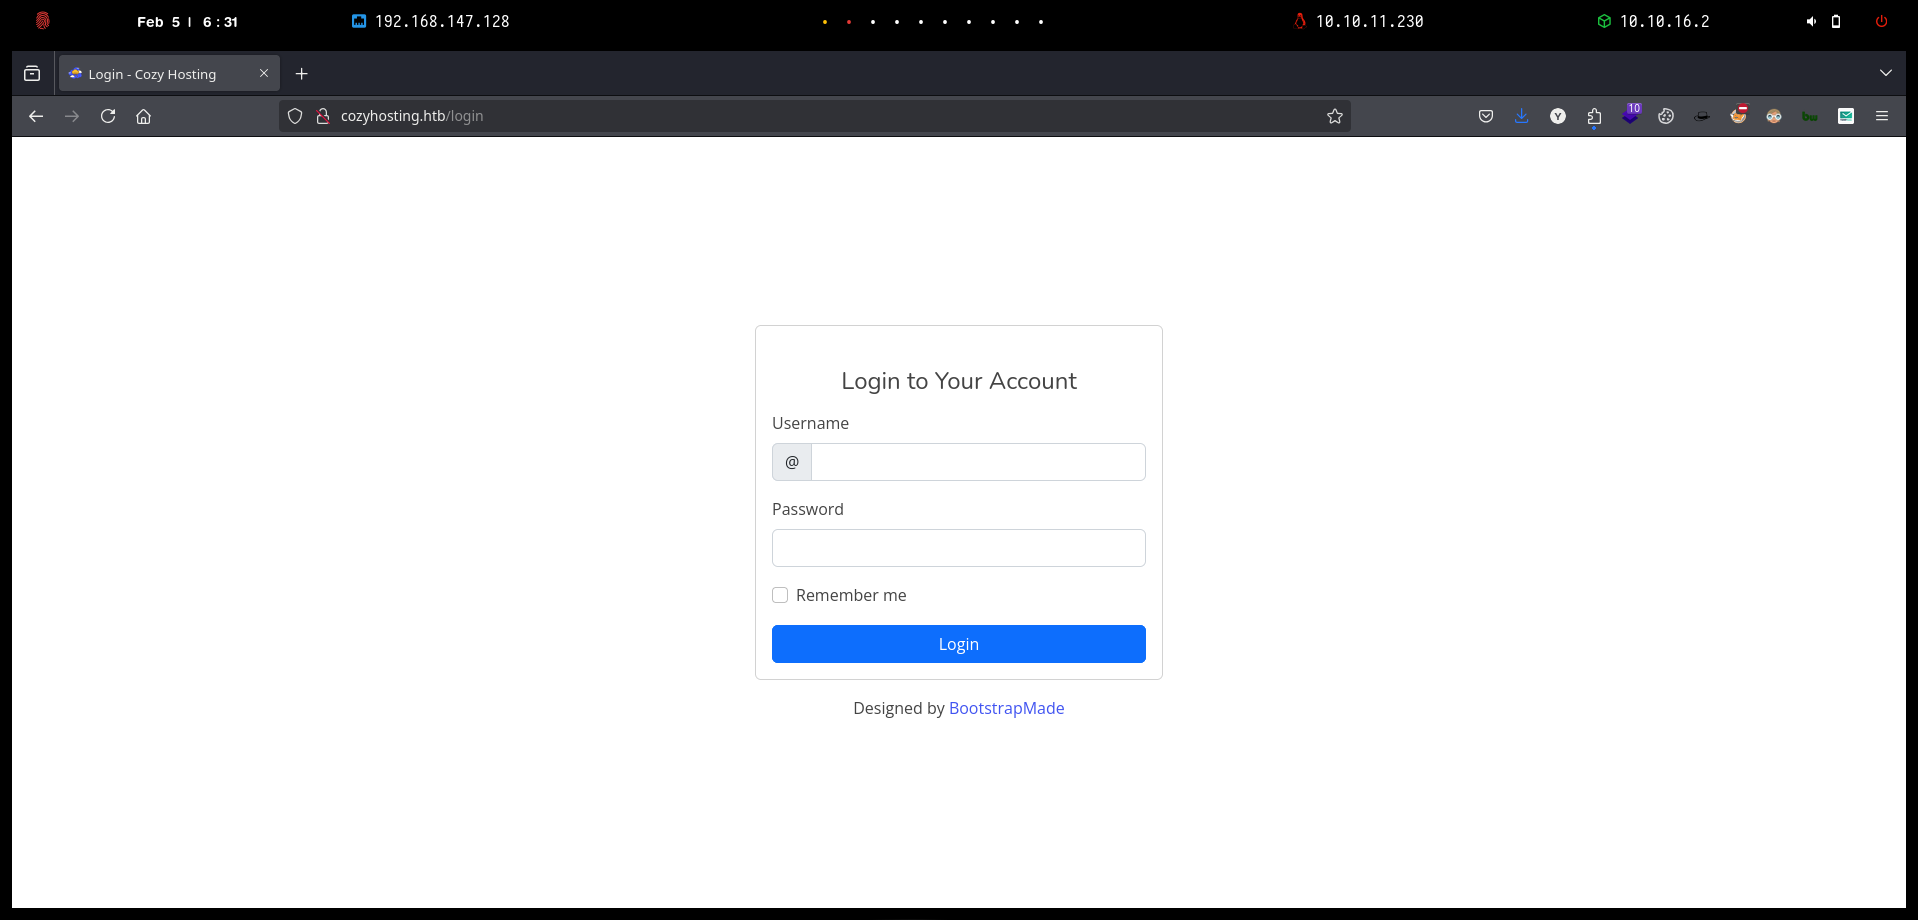 Feb 5 | 6:31 192.168.147.128 10.10.11.230 10.10.16.2
Login - Cozy Hosting
cozyhosting.htb/login
Y
10
bw
Login to Your Account
Username
@
Password
Remember me
Login
Designed by BootstrapMade